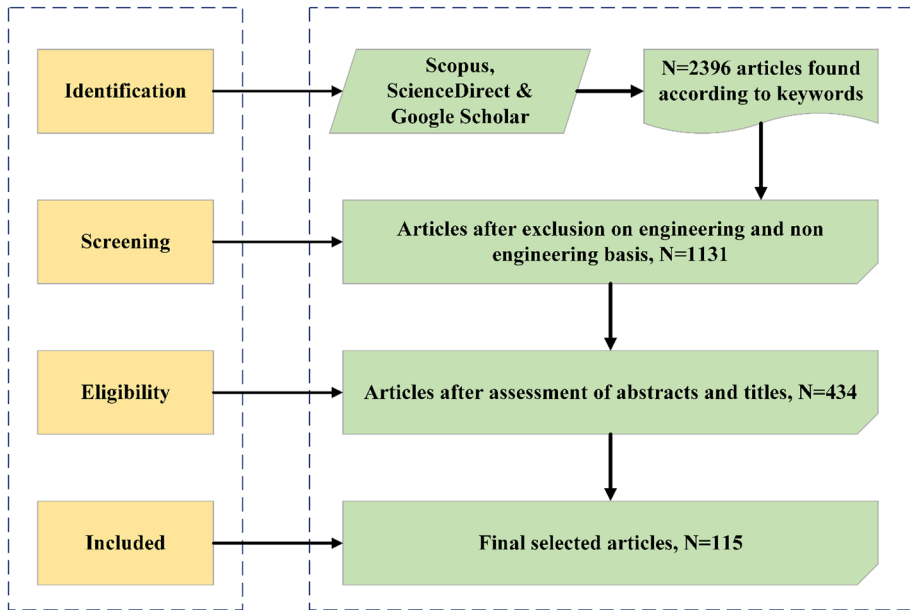 Identification
Scopus,
ScienceDirect &
Google Scholar
N=2396 articles found
according to keywords
Screening
Articles after exclusion on engineering and non
engineering basis, N=1131
Eligibility
Articles after assessment of abstracts and titles, N=434
Included
Final selected articles, N=115